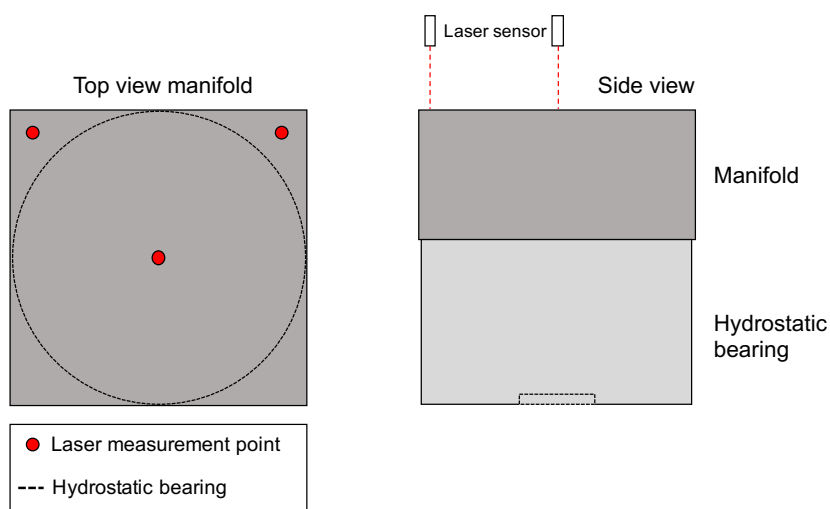 Laser sensor
Top view manifold
Side view
Manifold
Hydrostatic
bearing
Laser measurement point
Hydrostatic bearing